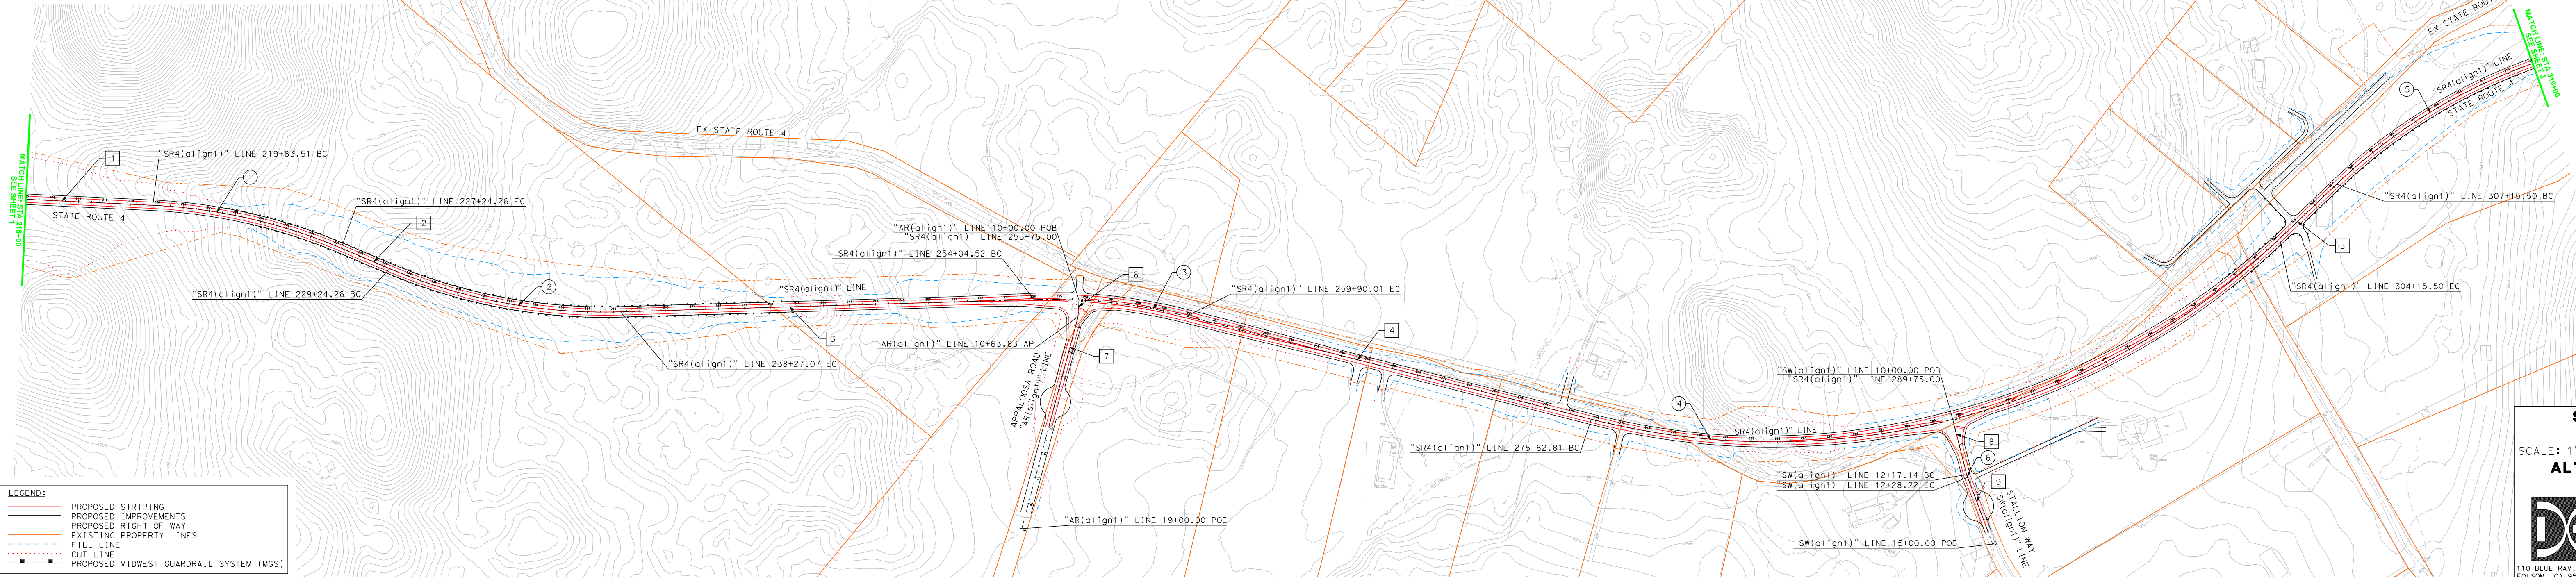 MATCH LINE: STA 215+00
SEE SHEET 1
1
"SR4(align1)" LINE 219+83.51 BC
1
STATE ROUTE 4
"SR4(align1)" LINE 227+24.26 EC
2
"SR4(align1)" LINE 229+24.26 BC
2
EX STATE ROUTE 4
"SR4(align1)" LINE 238+27.07 EC
"SR4(align1)" LINE
3
"AR(align1)" LINE 10+00.00 POB
"SR4(align1)" LINE 255+75.00
"SR4(align1)" LINE 254+04.52 BC
6
3
"SR4(align1)" LINE 259+90.01 EC
"AR(align1)" LINE 10+63.83 AP
7
APPALOOSA ROAD
"AR(align1)" LINE
"AR(align1)" LINE 19+00.00 POE
4
"SR4(align1)" LINE 275+82.81 BC
4
"SR4(align1)" LINE
"SW(align1)" LINE 10+00.00 POB
"SR4(align1)" LINE 289+75.00
8
6
"SW(align1)" LINE 12+17.14 BC
"SW(align1)" LINE 12+28.22 EC
9
STALLION WAY
"SW(align1)" LINE
"SW(align1)" LINE 15+00.00 POE
"SR4(align1)" LINE 304+15.50 EC
5
"SR4(align1)" LINE 307+15.50 BC
5
"SR4(align1)" LINE
STATE ROUTE 4
EX STATE ROU
MATCH LINE: STA 316+00
SEE SHEET 3
LEGEND:
PROPOSED STRIPING
PROPOSED IMPROVEMENTS
PROPOSED RIGHT OF WAY
EXISTING PROPERTY LINES
FILL LINE
CUT LINE
PROPOSED MIDWEST GUARDRAIL SYSTEM (MGS)
S
SCALE: 1
AL
110 BLUE RAVI
FOLSOM, CA 95